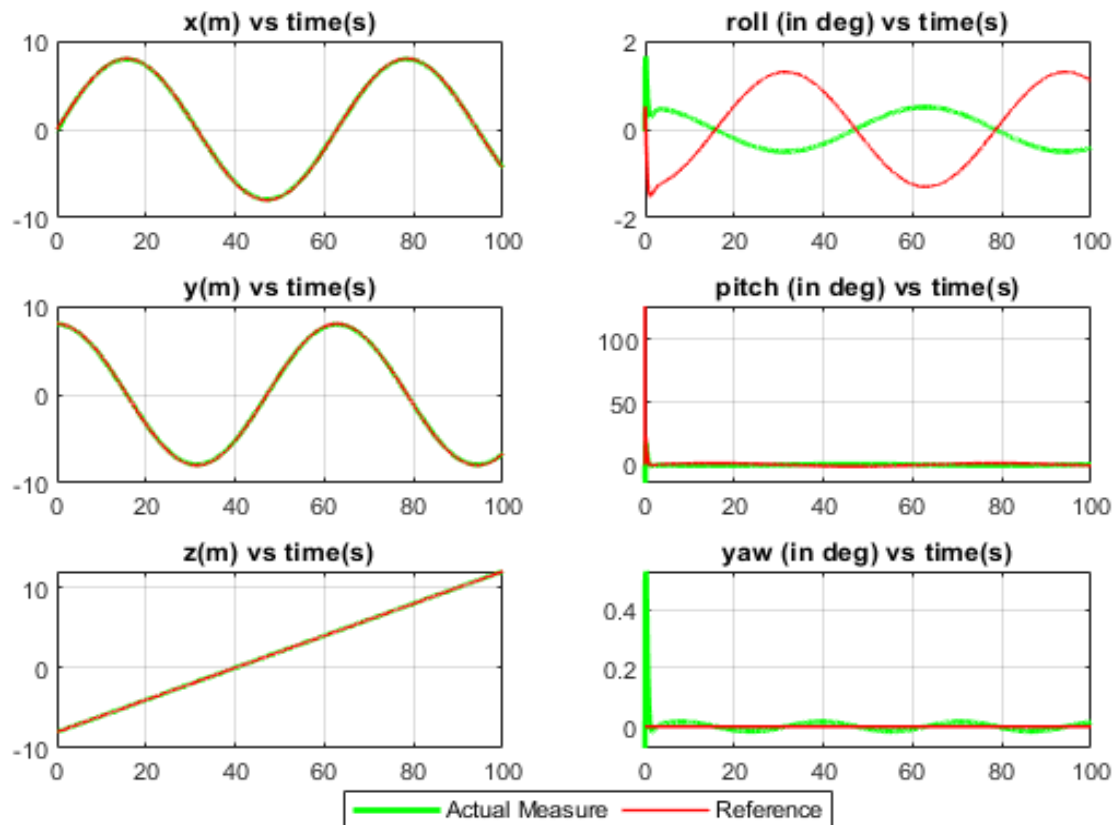 x(m) vs time(s)
10
0
-10
0 20 40 60 80 100
roll (in deg) vs time(s)
2
0
-2
0 20 40 60 80 100
y(m) vs time(s)
10
0
-10
0 20 40 60 80 100
pitch (in deg) vs time(s)
100
50
0
0 20 40 60 80 100
z(m) vs time(s)
10
0
-10
0 20 40 60 80 100
yaw (in deg) vs time(s)
0.4
0.2
0
0 20 40 60 80 100
Actual Measure Reference